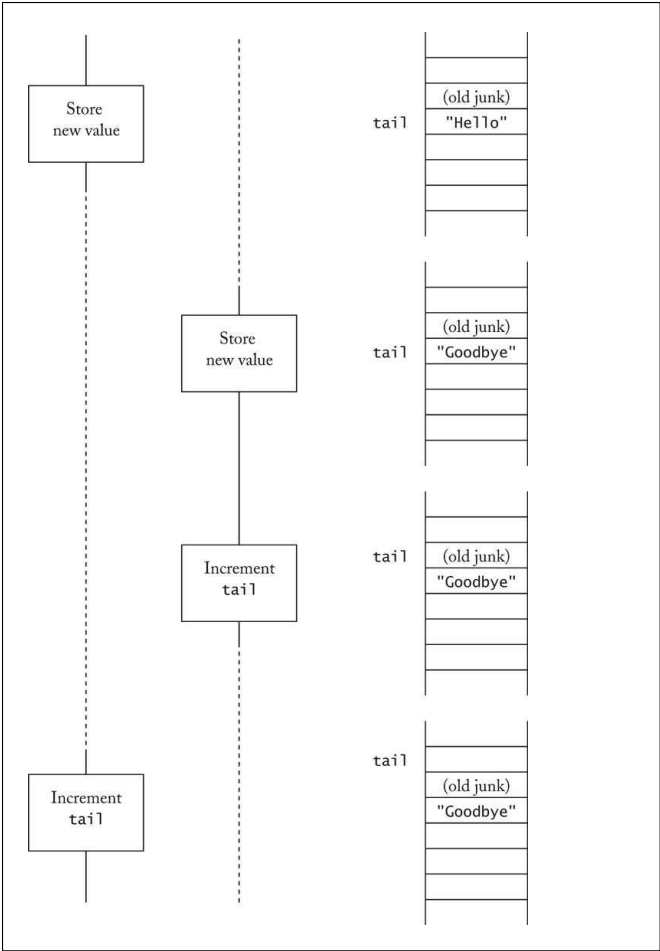 Store
new value
(old junk)
tail "Hello"
Store
new value
(old junk)
tail "Goodbye"
Increment
tail
tail (old junk)
"Goodbye"
tail
Increment
tail
(old junk)
"Goodbye"